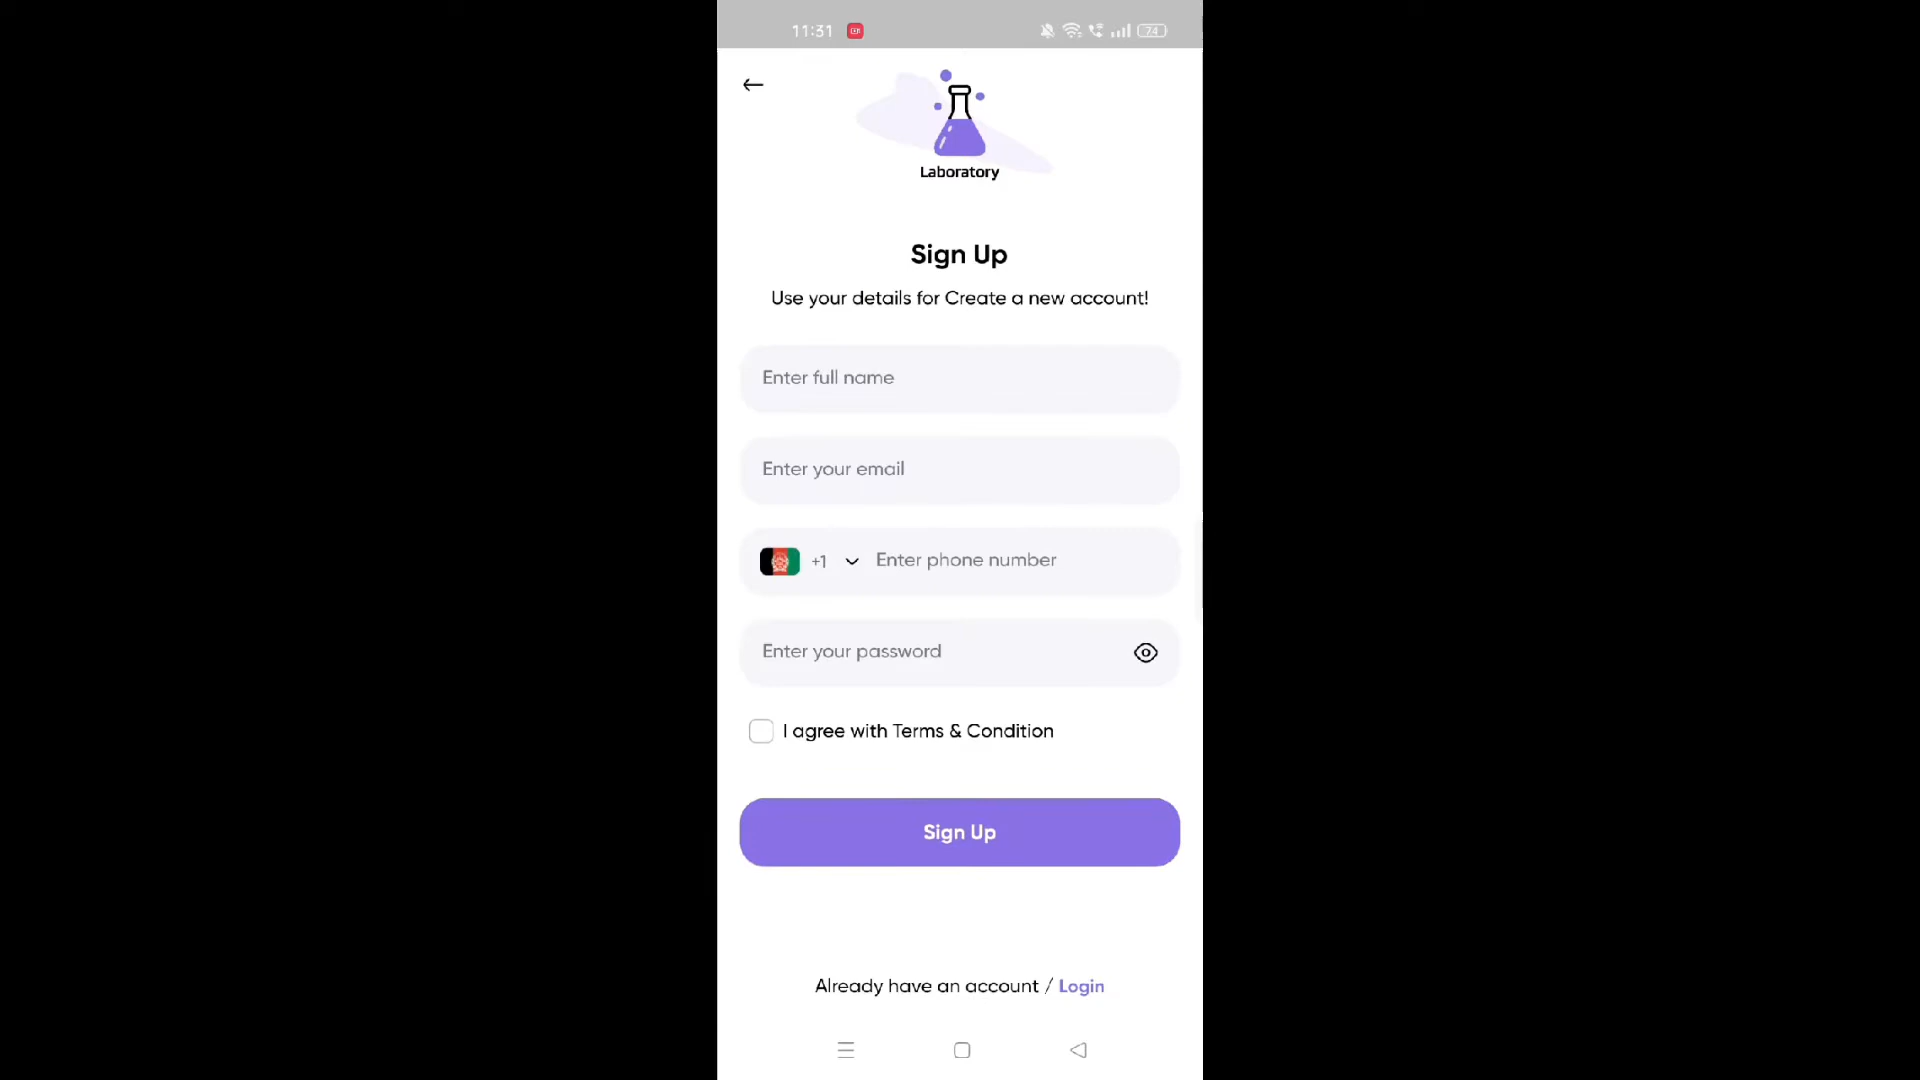 11:31
74
Laboratory
Sign Up
Use your details for Create a new account!
Enter full name
Enter your email
+1 Enter phone number
Enter your password
I agree with Terms & Condition
Sign Up
Already have an account / Login